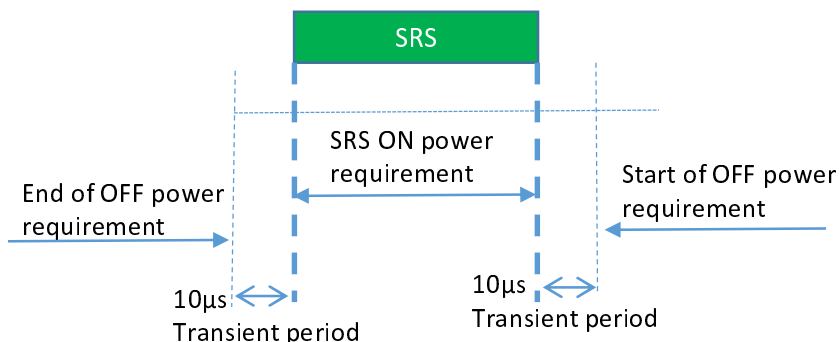 SRS
SRS ON power
requirement
End of OFF power
requirement
Start of OFF power
requirement
10µs
Transient period
10µs
Transient period